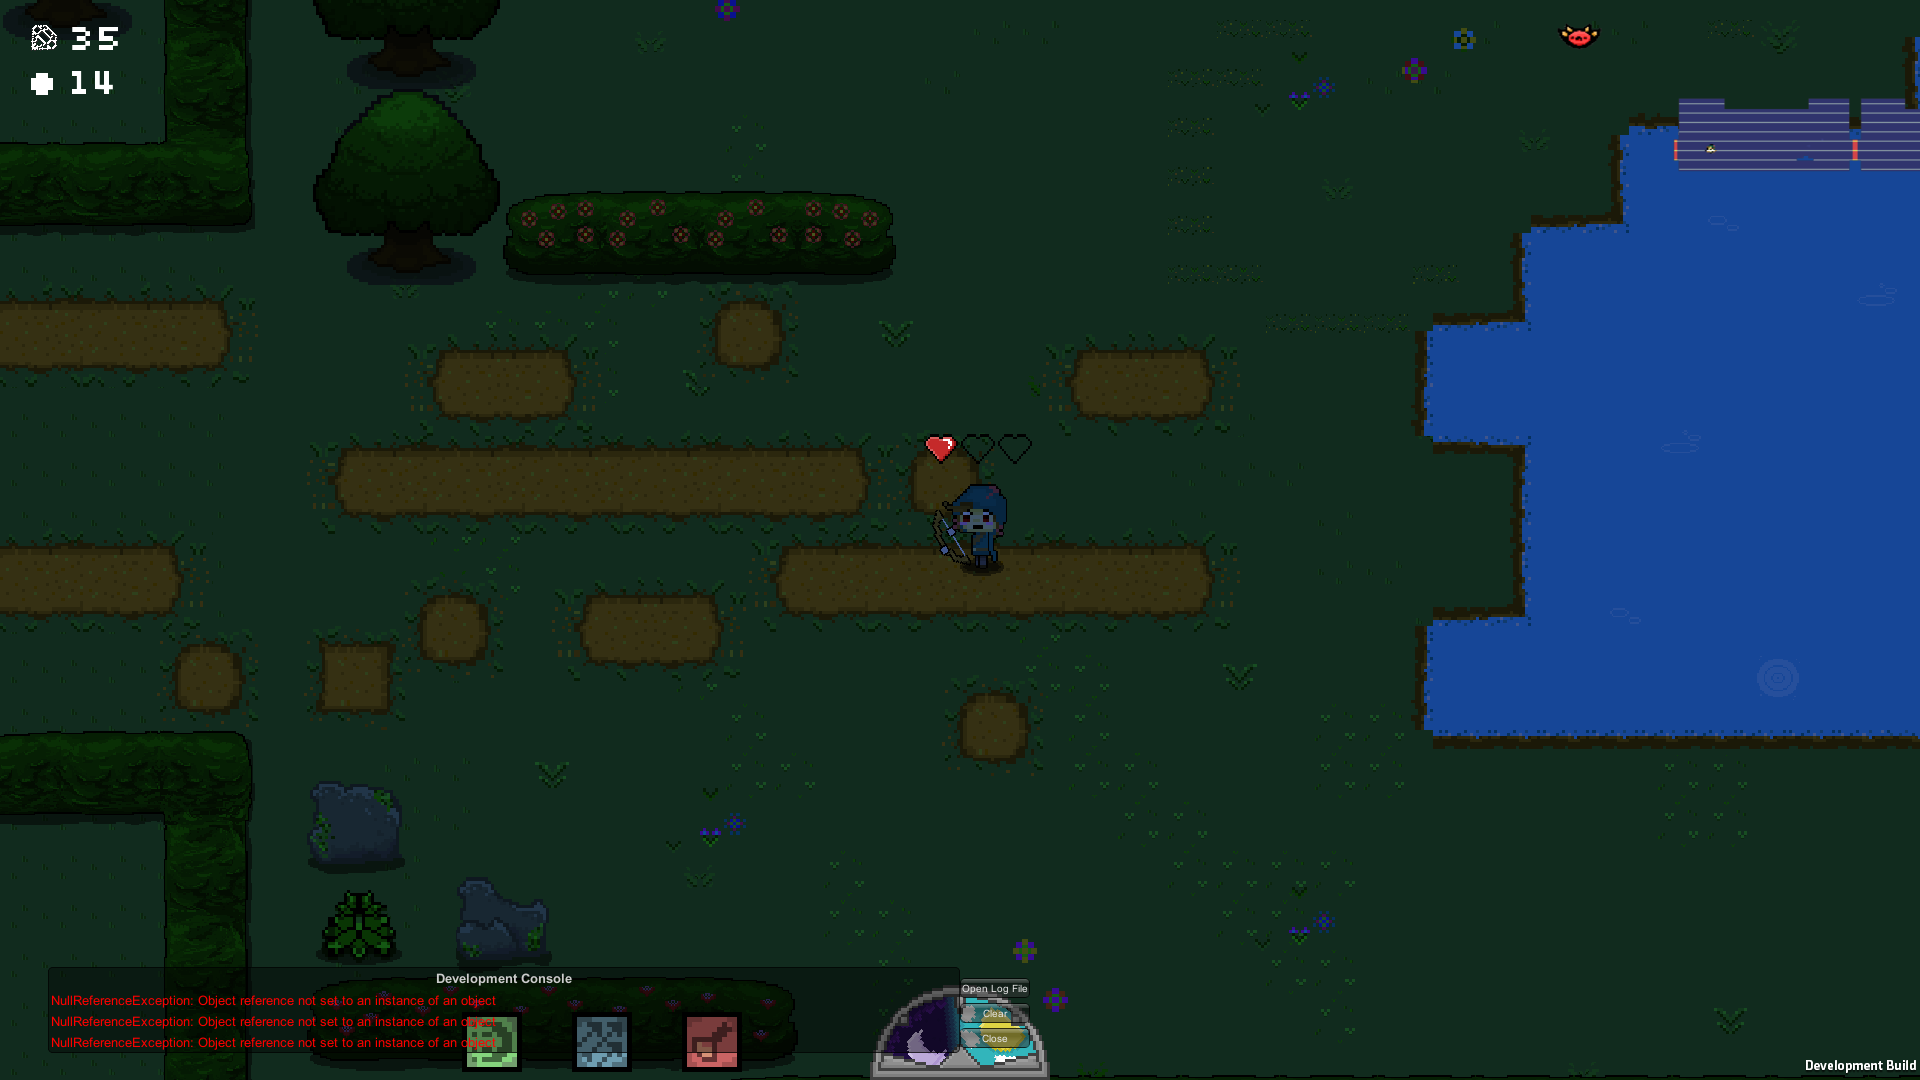 35
14
Development Console
NullReferenceException: Object reference not set to an instance of an object
NullReferenceException: Object reference not set to an instance of an object
NullReferenceException: Object reference not set to an instance of an object
Open Log File
Clear
Close
Development Build